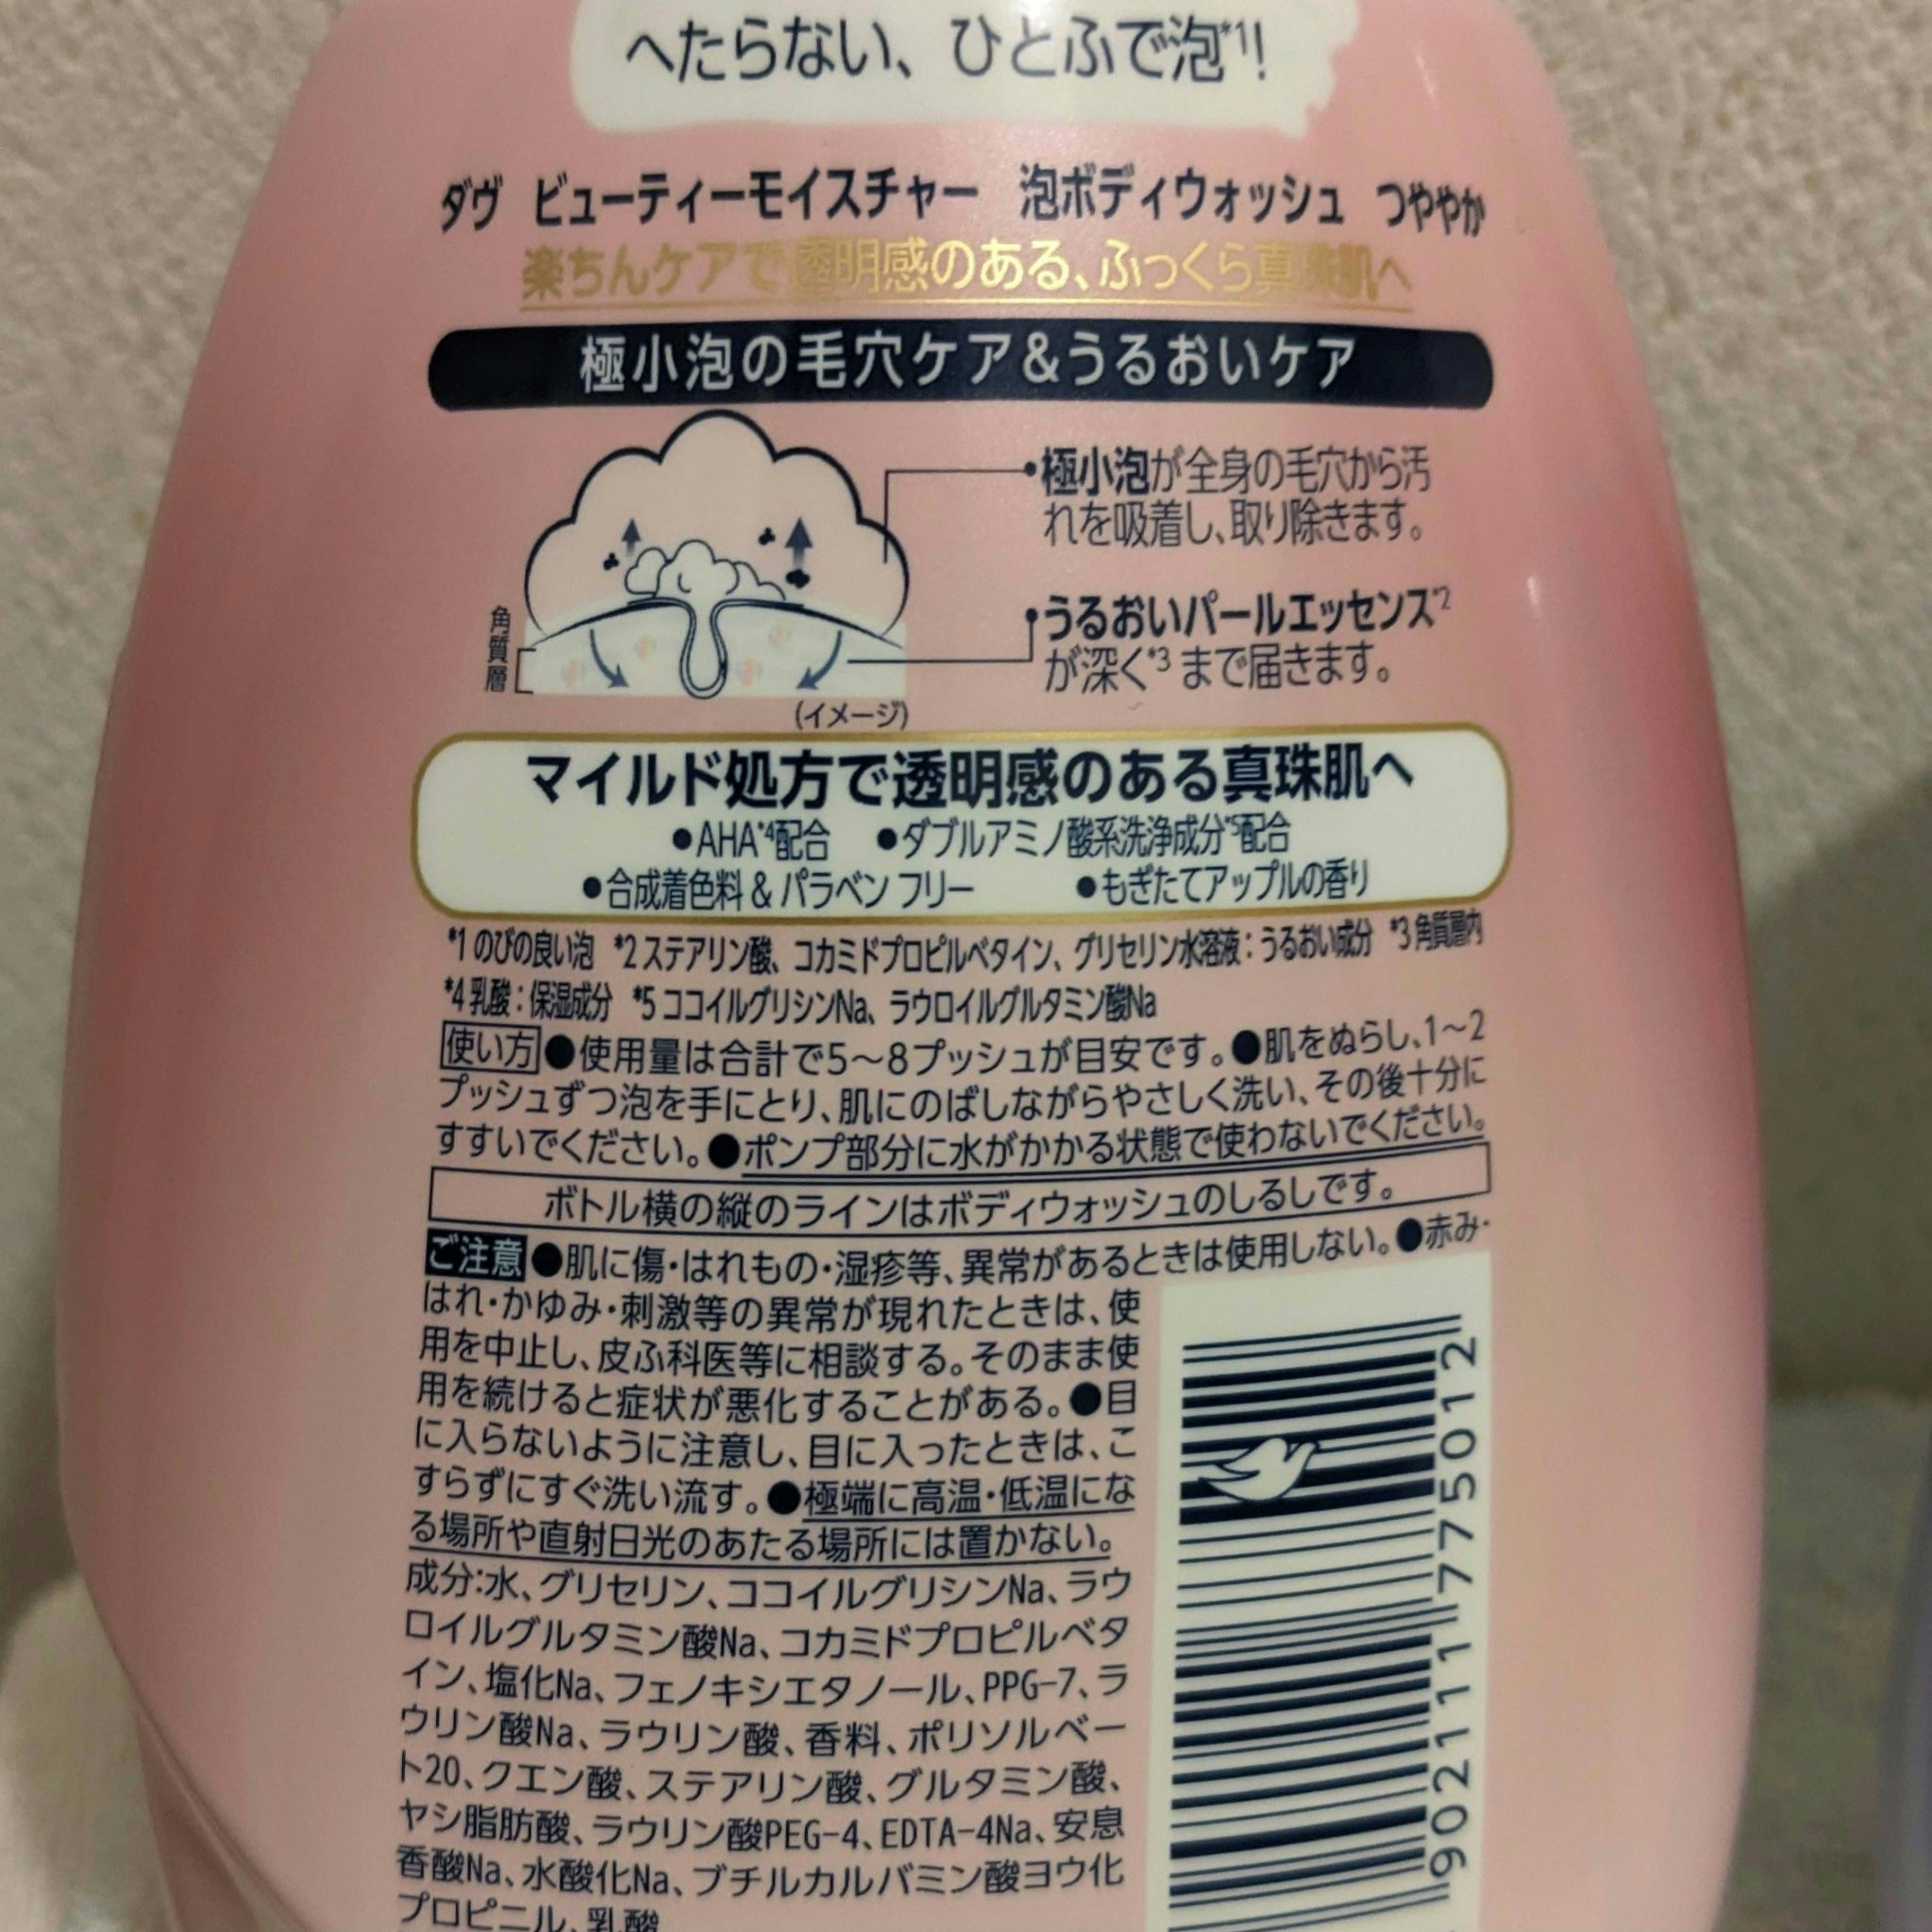 へたらない、ひとふで泡*1!
ダヴ ビューティーモイスチャー 泡ボディウォッシュ つややか
楽ちんケアで透明感のある、ふっくら真珠肌へ
極小泡の毛穴ケア&うるおいケア
●極小泡が全身の毛穴から汚
れを吸着し、取り除きます。
●うるおいパールエッセンス*2
が深く*3 まで届きます。
角質層
(イメージ)
マイルド処方で透明感のある真珠肌へ
●AHA*4配合 ●ダブルアミノ酸系洗浄成分*5配合
●合成着色料 & パラベン フリー ●もぎたてアップルの香り
*1 のびの良い泡 *2 ステアリン酸、コカミドプロピルベタイン、グリセリン水溶液:うるおい成分 *3 角質層内
*4 乳酸:保湿成分 *5 ココイルグリシンNa、ラウロイルグルタミン酸Na
使い方●使用量は合計で5~8プッシュが目安です。●肌をぬらし、1~2
プッシュずつ泡を手にとり、肌にのばしながらやさしく洗い、その後十分に
すすいでください。●ポンプ部分に水がかかる状態で使わないでください。
ボトル横の縦のラインはボディウォッシュのしるしです。
ご注意●肌に傷・はれもの・湿疹等、異常があるときは使用しない。●赤み・
はれ・かゆみ・刺激等の異常が現れたときは、使
用を中止し、皮ふ科医等に相談する。そのまま使
用を続けると症状が悪化することがある。●目
に入らないように注意し、目に入ったときは、こ
すらずにすぐ洗い流す。●極端に高温・低温にな
る場所や直射日光のあたる場所には置かない。
成分:水、グリセリン、ココイルグリシンNa、ラウ
ロイルグルタミン酸Na、コカミドプロピルベタ
イン、塩化Na、フェノキシエタノール、PPG-7、ラ
ウリン酸Na、ラウリン酸、香料、ポリソルベー
ト20、クエン酸、ステアリン酸、グルタミン酸、
ヤシ脂肪酸、ラウリン酸PEG-4、EDTA-4Na、安息
香酸Na、水酸化Na、ブチルカルバミン酸ヨウ化
プロピニル、乳酸
902111 775012